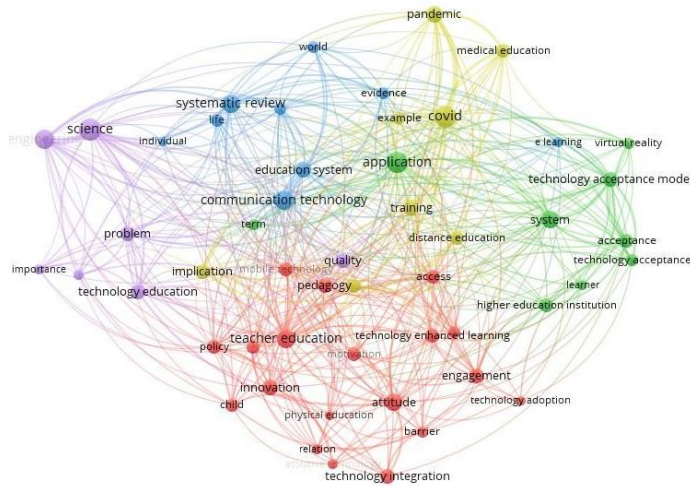 pandemic
world
medical education
evidence
systematic review
life
example
covid
science
engineering
individual
e learning
virtual reality
application
education system
technology acceptance mode
communication technology
training
system
term
problem
distance education
acceptance
quality
technology acceptance
importance
implication
mobile technology
access
learner
pedagogy
technology education
higher education institution
teacher education
technology enhanced learning
policy
motivation
engagement
innovation
technology adoption
child
attitude
physical education
barrier
relation
technology integration